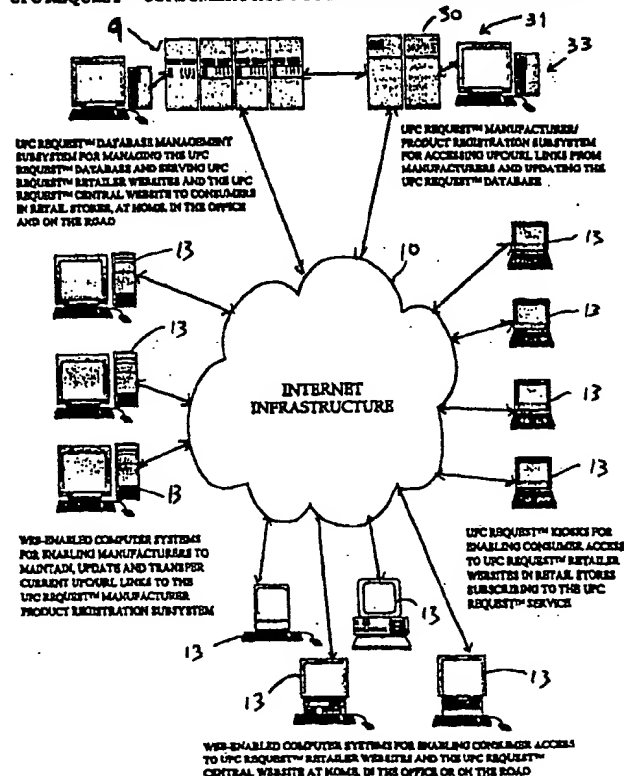 UPC REQUEST™
9
30
31
33
UPC REQUEST™ DATABASE MANAGEMENT
SUBSYSTEM FOR MANAGING THE UPC
REQUEST™ DATABASE AND SERVING UPC
REQUEST™ RETAILER WEBSITES AND THE UPC
REQUEST™ CENTRAL WEBSITE TO CONSUMERS
IN RETAIL STORES, AT HOME, IN THE OFFICE
AND ON THE ROAD
UPC REQUEST™ MANUFACTURER/
PRODUCT REGISTRATION SUBSYSTEM
FOR ACCESSING UPC/URL LINKS FROM
MANUFACTURERS AND UPDATING THE
UPC REQUEST™ DATABASE
10
13
13
13
13
13
13
13
INTERNET
INFRASTRUCTURE
WEB-ENABLED COMPUTER SYSTEMS
FOR ENABLING MANUFACTURERS TO
MAINTAIN, UPDATE AND TRANSFER
CURRENT UPC/URL LINKS TO THE
UPC REQUEST™ MANUFACTURER
PRODUCT REGISTRATION SUBSYSTEM
UPC REQUEST™ KIOSKS FOR
ENABLING CONSUMER ACCESS
TO UPC REQUEST™ RETAILER
WEBSITES IN RETAIL STORES
SUBSCRIBING TO THE UPC
REQUEST™ SERVICE
13
13
13
13
WEB-ENABLED COMPUTER SYSTEMS FOR ENABLING CONSUMER ACCESS
TO UPC REQUEST™ RETAILER WEBSITES AND THE UPC REQUEST™
CENTRAL WEBSITE AT HOME, IN THE OFFICE OR ON THE ROAD